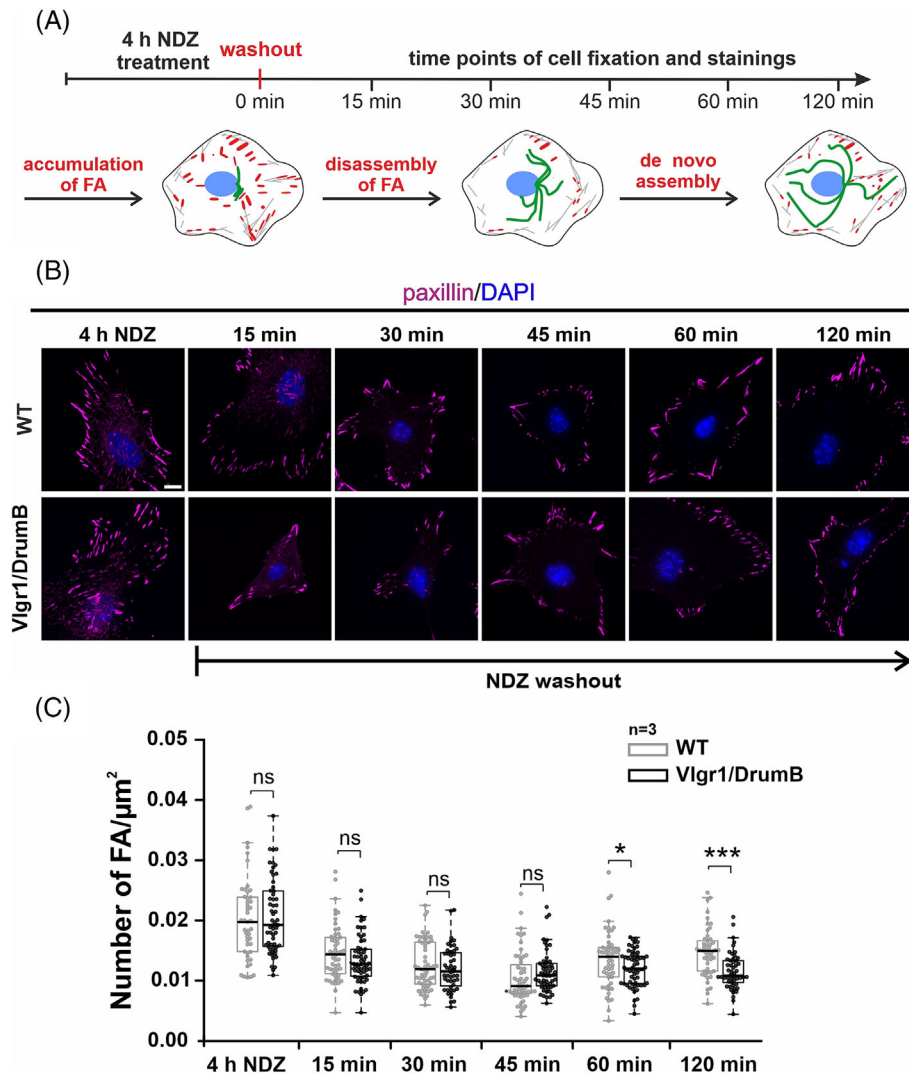 (A)
4 h NDZ
treatment
washout
time points of cell fixation and stainings
0 min
15 min
30 min
45 min
60 min
120 min
accumulation
of FA
disassembly
of FA
de novo
assembly
(B)
paxillin/DAPI
4 h NDZ
15 min
30 min
45 min
60 min
120 min
WT
Vlgr1/DrumB
NDZ washout
(C)
Number of FA/µm²
0.05
0.04
0.03
0.02
0.01
0.00
n=3
WT
Vlgr1/DrumB
ns
ns
ns
ns
*
***
4 h NDZ
15 min
30 min
45 min
60 min
120 min